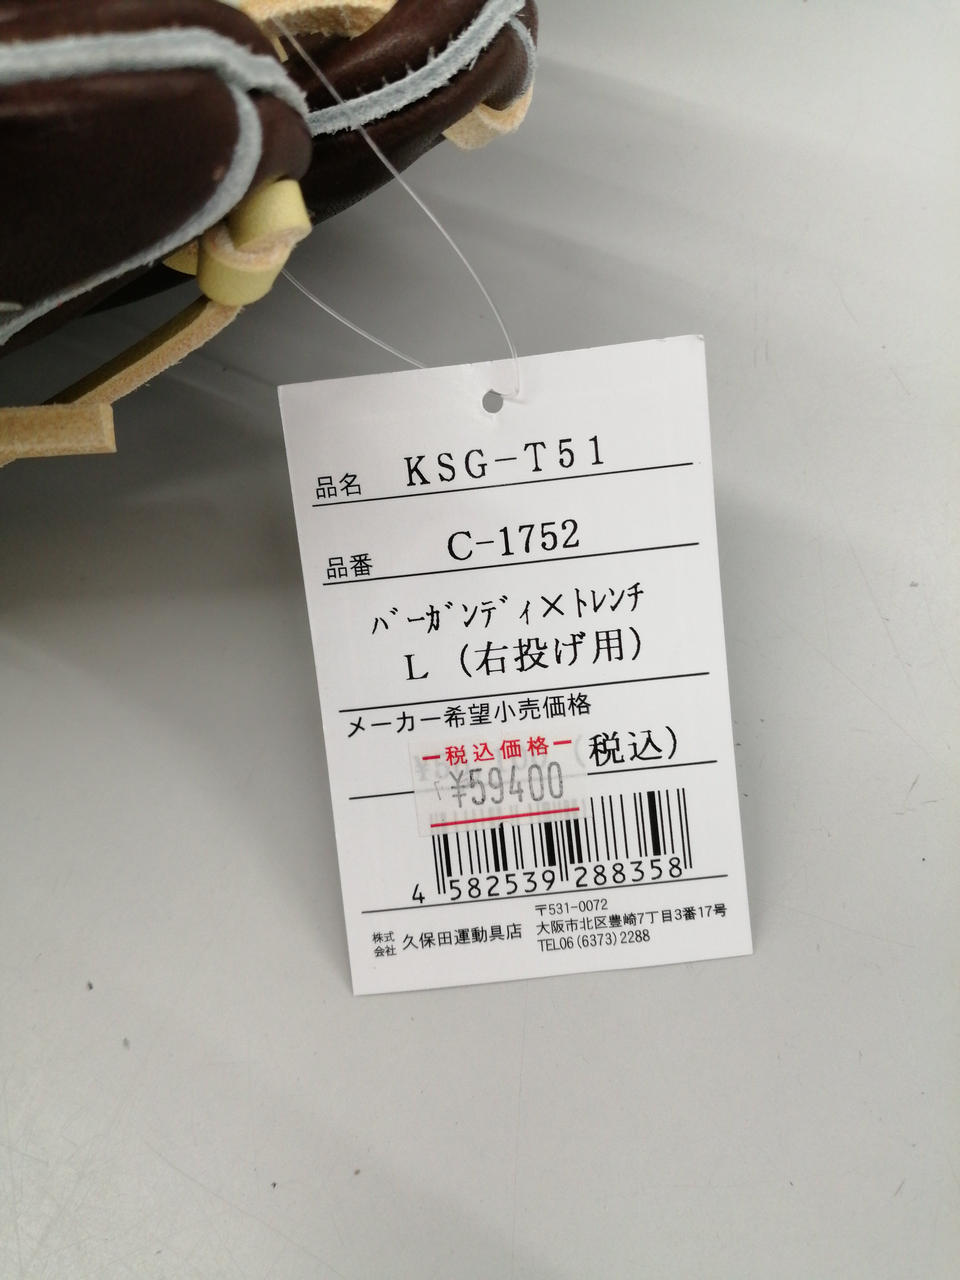 品名 KSG-T51
品番 C-1752
ﾊﾞｰｶﾞﾝﾃﾞｨ×ﾄﾚﾝﾁ
L (右投げ用)
メーカー希望小売価格
税込価格
税込)
¥59400
4 582539 288358
株式会社 久保田運動具店
〒531-0072
大阪市北区豊崎7丁目3番17号
TEL06(6373)2288